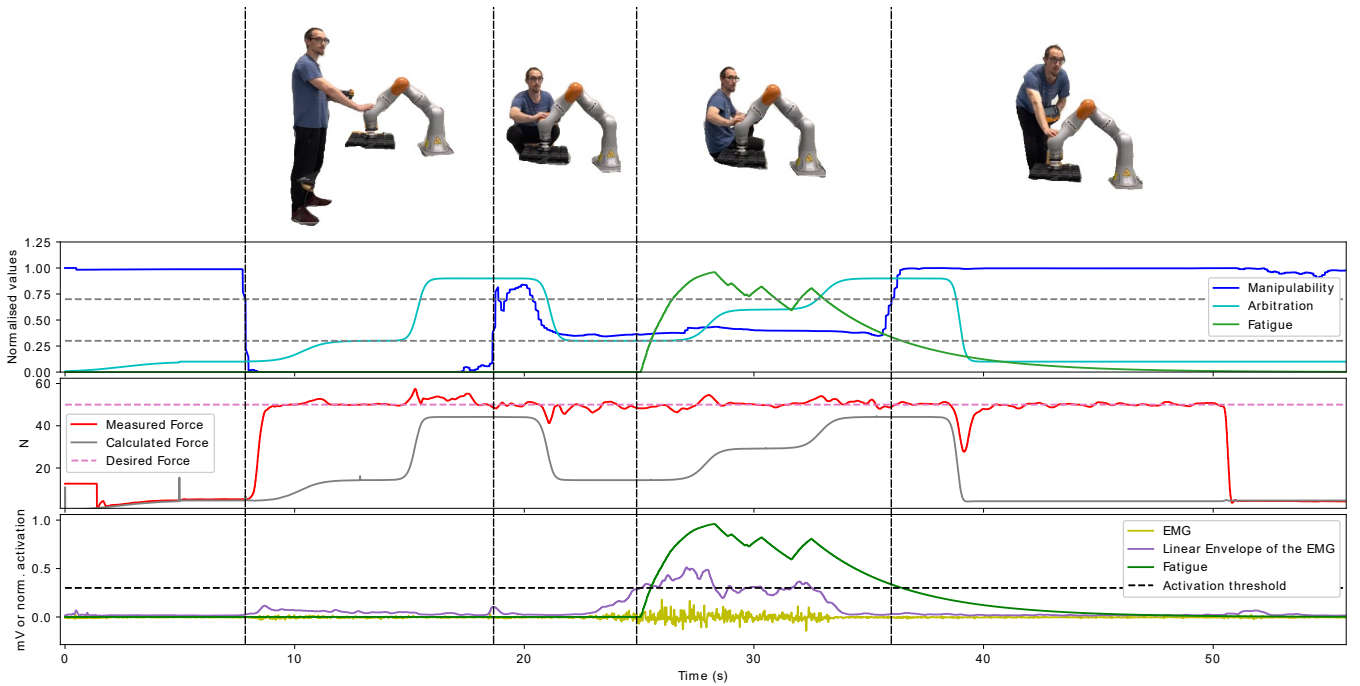 Normalised values
1.25
1.00
0.75
0.50
0.25
0.00
Manipulability
Arbitration
Fatigue
N
60
40
20
Measured Force
Calculated Force
Desired Force
mV or norm. activation
1.0
0.5
0.0
EMG
Linear Envelope of the EMG
Fatigue
Activation threshold
0
10
20
30
40
50
Time (s)